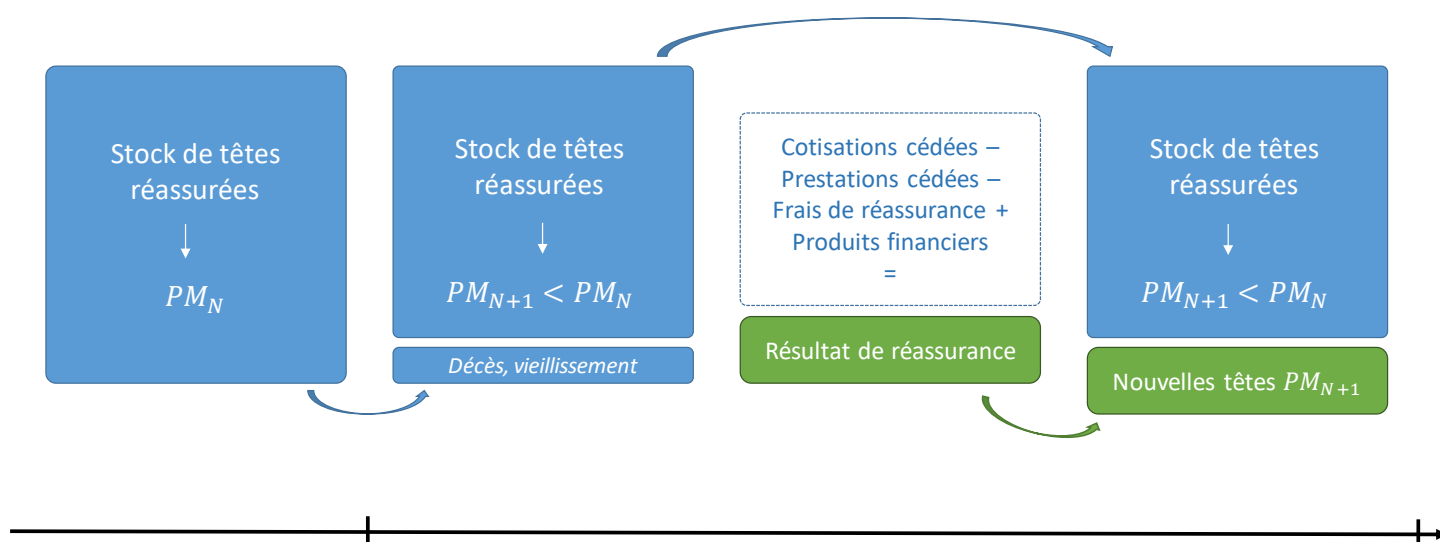 Stock de têtes
réassurées
↓
PM_N
Stock de têtes
réassurées
↓
PM_{N+1} < PM_N
Décès, vieillissement
Cotisations cédées –
Prestations cédées –
Frais de réassurance +
Produits financiers
=
Résultat de réassurance
Stock de têtes
réassurées
↓
PM_{N+1} < PM_N
Nouvelles têtes PM_{N+1}